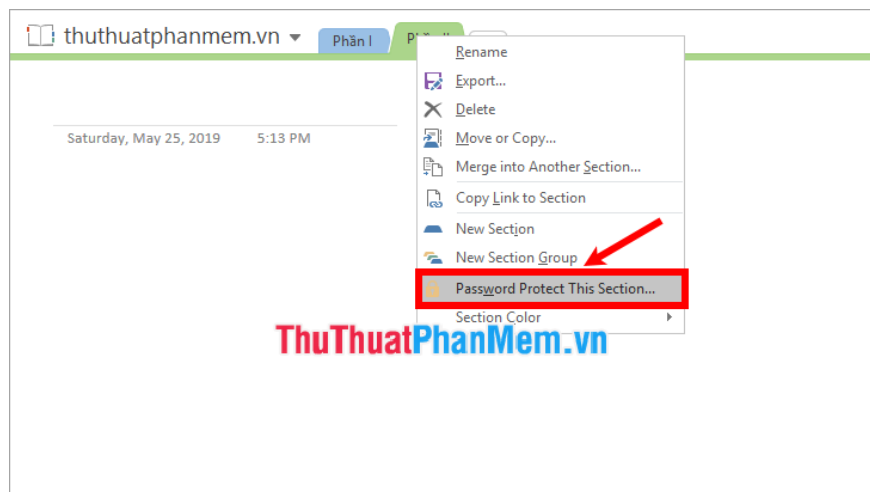 thuthuatphanmem.vn Phần I
Rename
Export...
Delete
Saturday, May 25, 2019 5:13 PM
Move or Copy...
Merge into Another Section...
Copy Link to Section
New Section
New Section Group
Password Protect This Section...
Section Color
ThuThuatPhanMem.vn